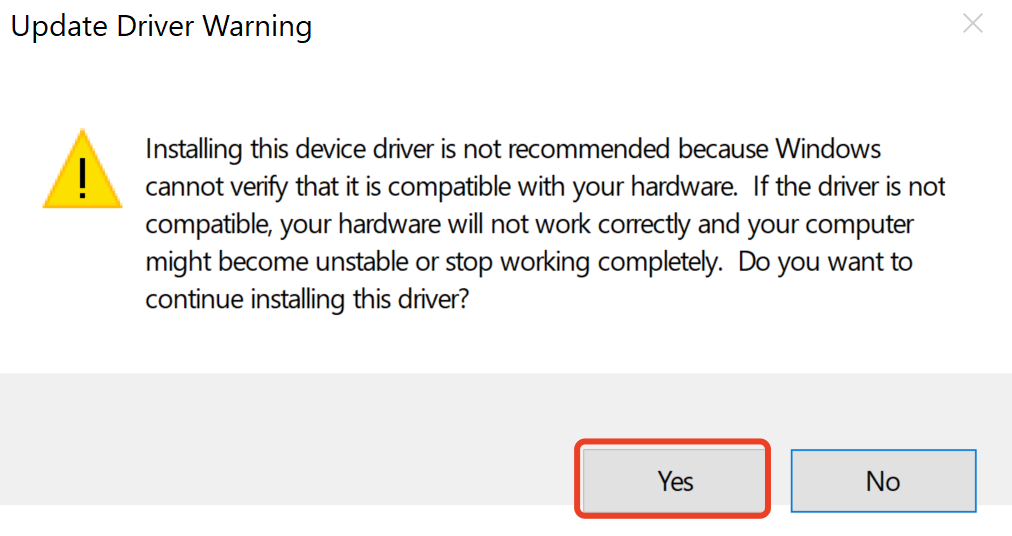 Update Driver Warning
Installing this device driver is not recommended because Windows
cannot verify that it is compatible with your hardware.  If the driver is not
compatible, your hardware will not work correctly and your computer
might become unstable or stop working completely.  Do you want to
continue installing this driver?
Yes
No